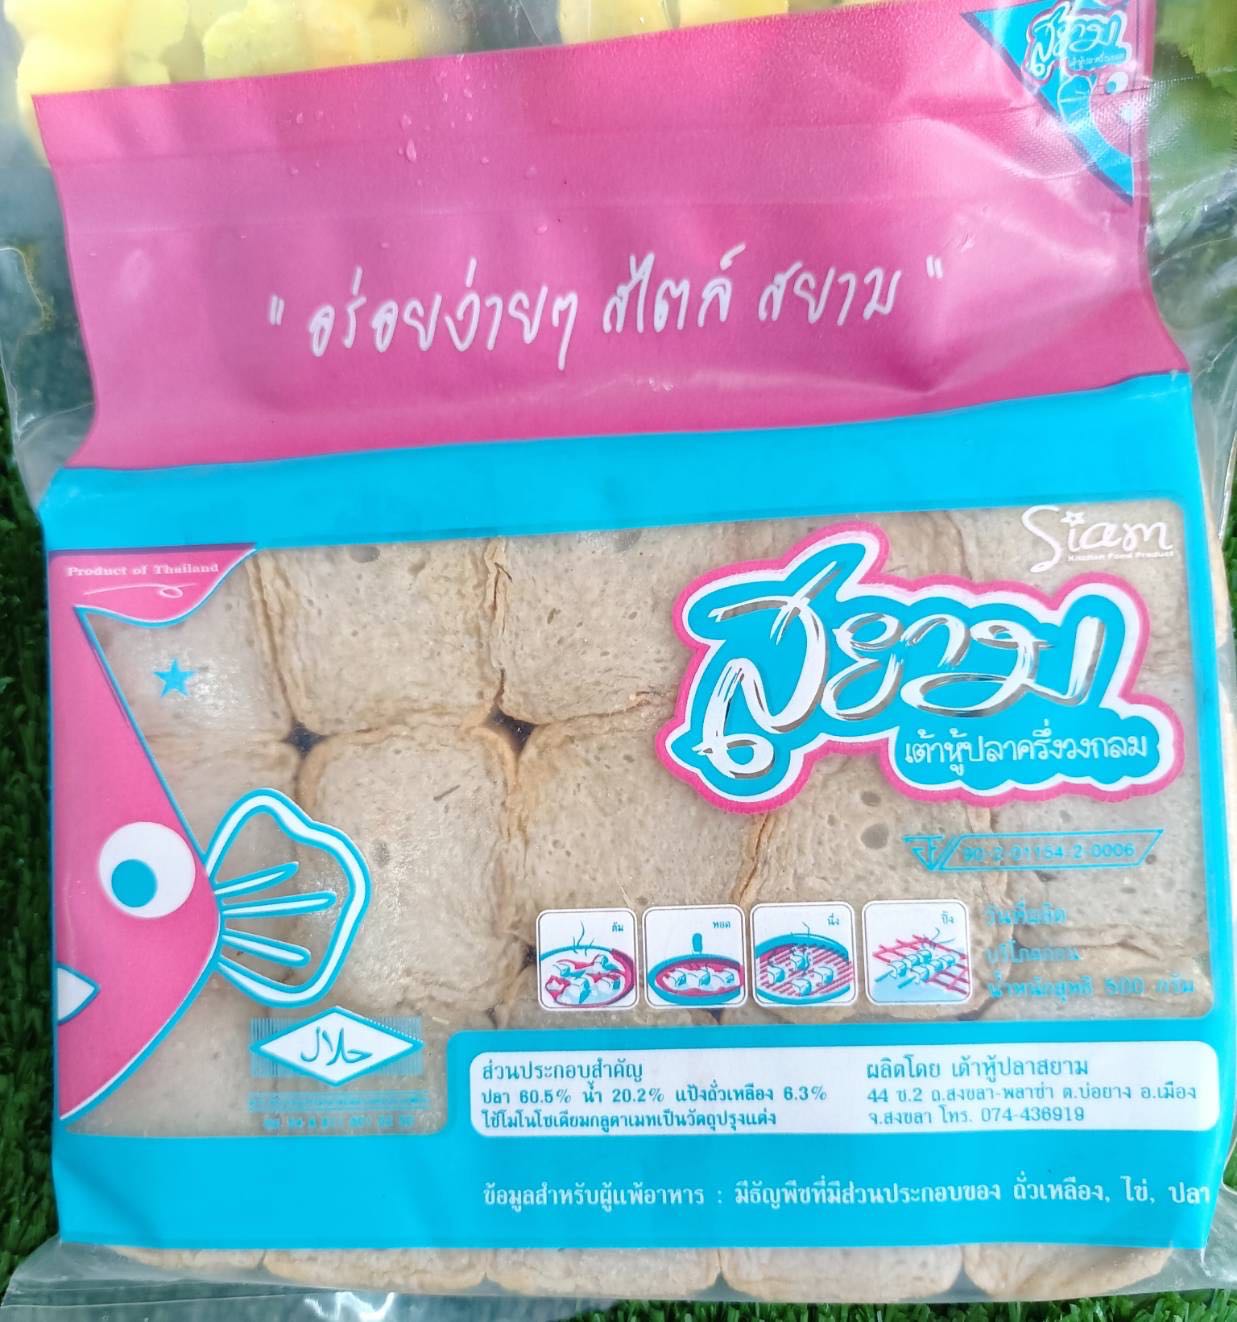 สยาม
" อร่อยง่ายๆ สไตล์ สยาม "
Product of Thailand
Siam
Kitchen Food Product
สยาม
เต้าหู้ปลาครึ่งวงกลม
90-2-01154-2-0006
ต้ม ทอด นึ่ง ปิ้ง
วันที่ผลิต
บริโภคก่อน
น้ำหนักสุทธิ 500 กรัม
حلال
ส่วนประกอบสำคัญ
ปลา 60.5% น้ำ 20.2% แป้งถั่วเหลือง 6.3%
ใช้โมโนโซเดียมกลูตาเมทเป็นวัตถุปรุงแต่ง
ผลิตโดย เต้าหู้ปลาสยาม
44 ซ.2 ถ.สงขลา-พลาซ่า ต.บ่อยาง อ.เมือง
จ.สงขลา โทร. 074-436919
ข้อมูลสำหรับผู้แพ้อาหาร : มีธัญพืชที่มีส่วนประกอบของ ถั่วเหลือง, ไข่, ปลา